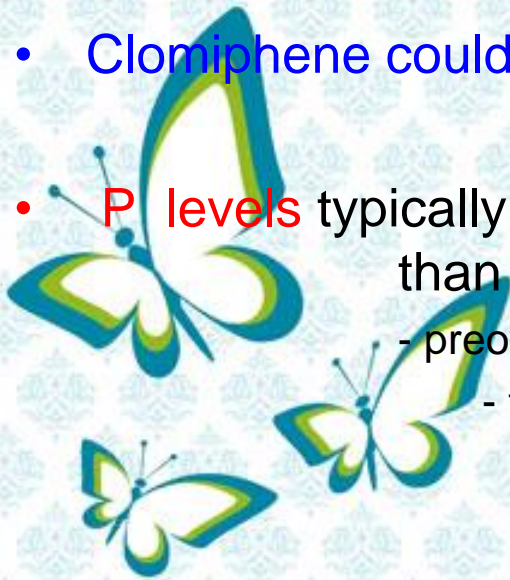 • Clomiphene could
• P levels typically
than
- preo
-